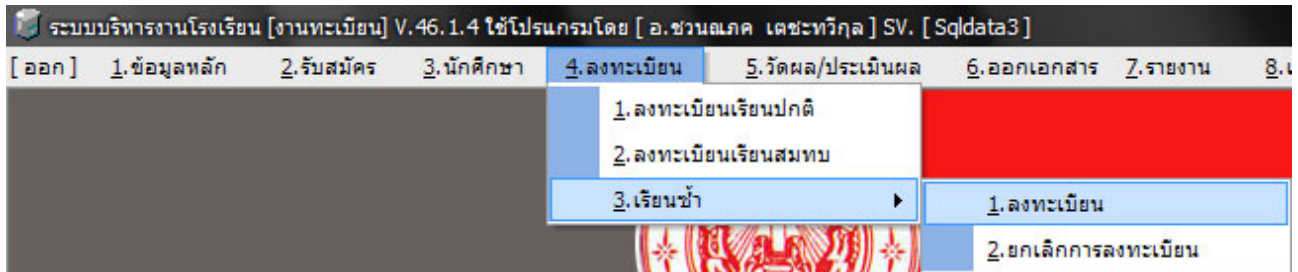 ระบบบริหารงานโรงเรียน [งานทะเบียน] V.46.1.4 ใช้โปรแกรมโดย [ อ.ชวนณภค เตชะทวีกุล ] SV. [ Sqldata3 ]
[ ออก ] 1.ข้อมูลหลัก 2.รับสมัคร 3.นักศึกษา 4.ลงทะเบียน 5.วัดผล/ประเมินผล 6.ออกเอกสาร 7.รายงาน 8.
1.ลงทะเบียนเรียนปกติ
2.ลงทะเบียนเรียนสมทบ
3.เรียนซ้ำ
1.ลงทะเบียน
2.ยกเลิกการลงทะเบียน